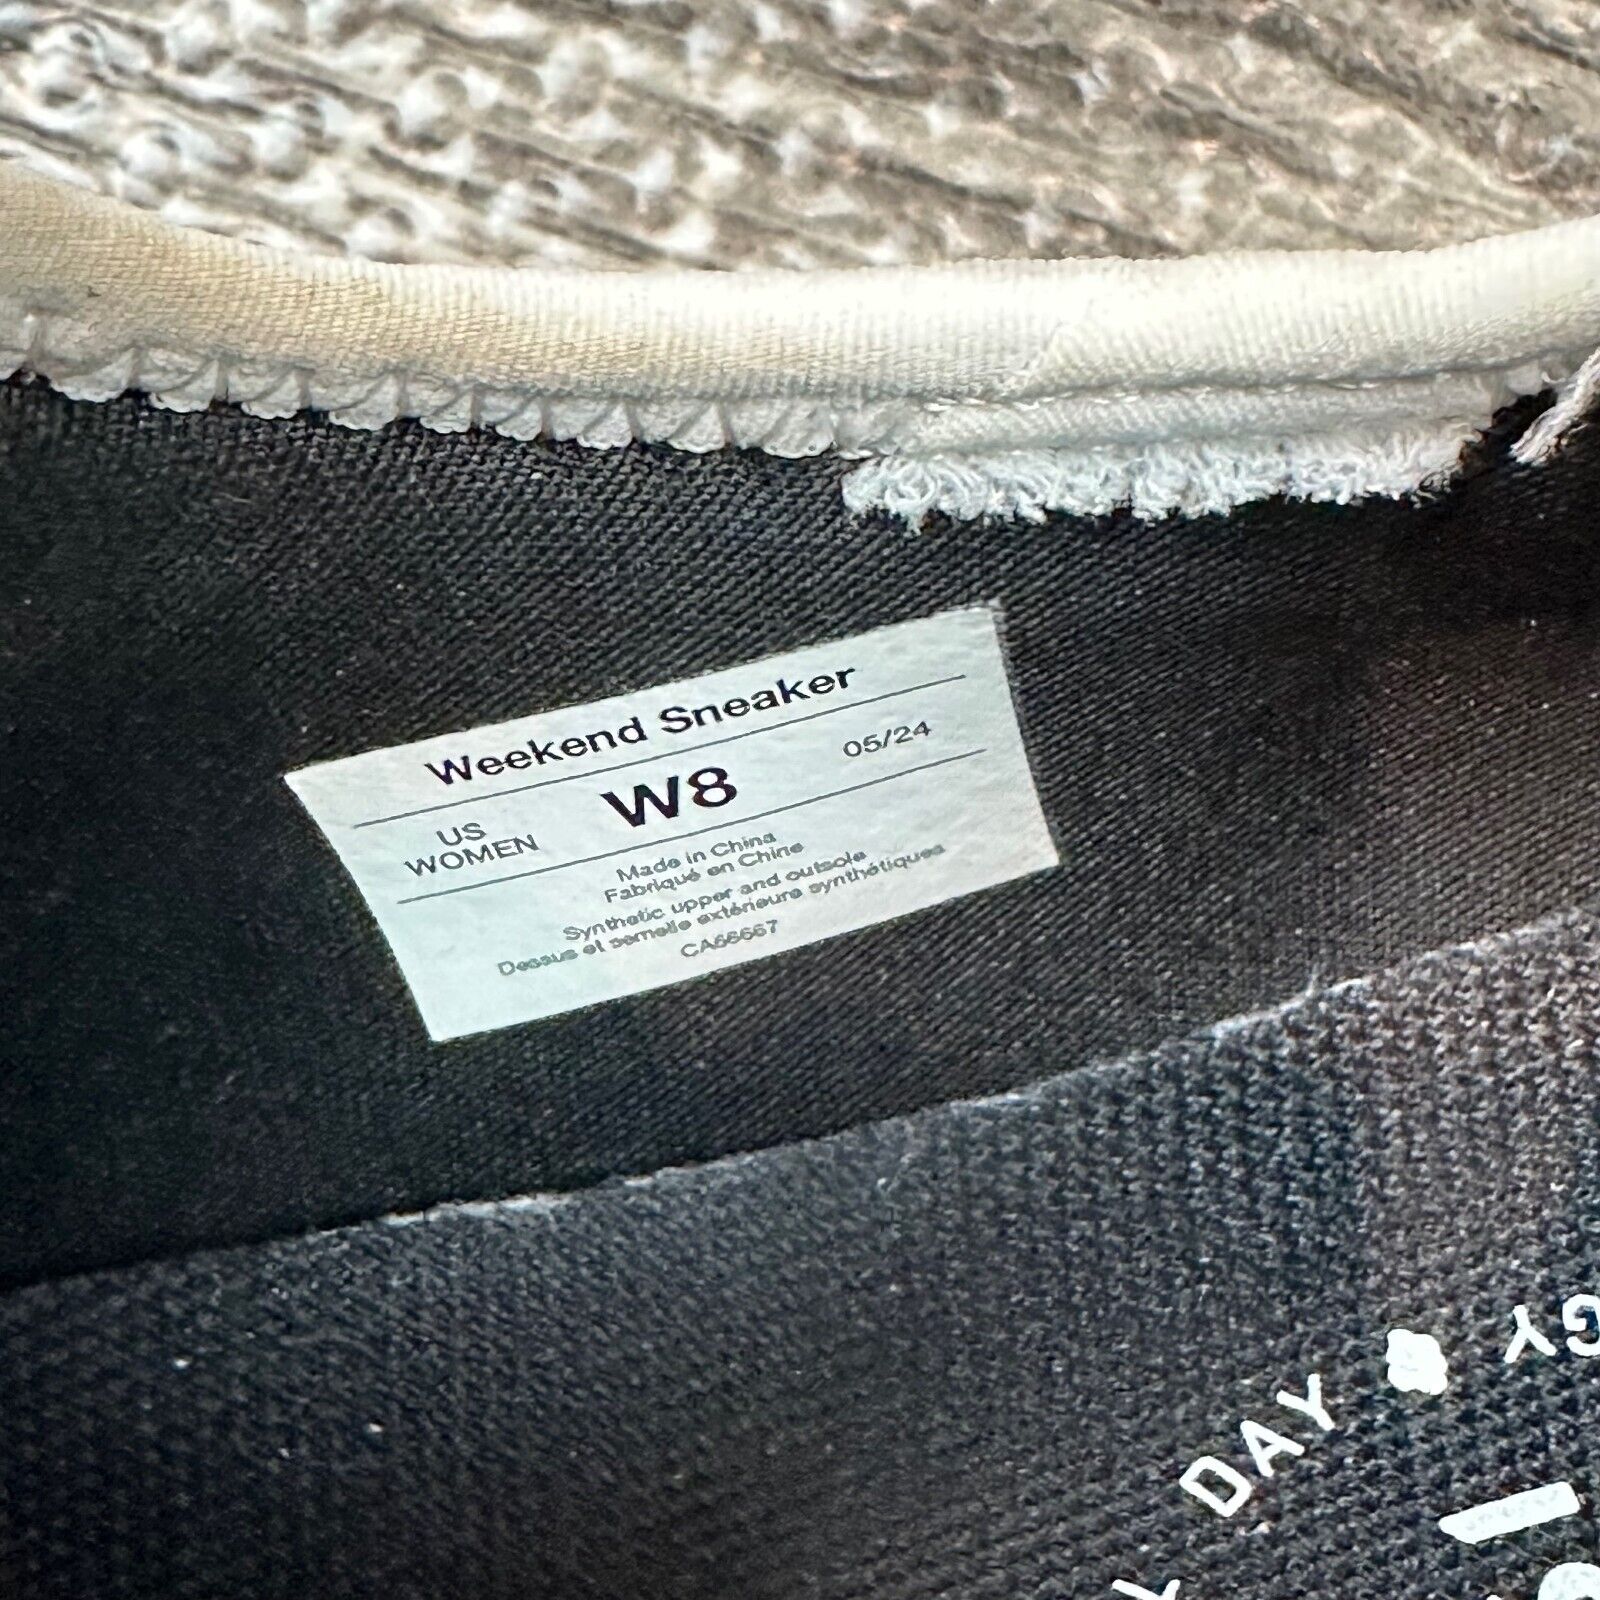 Weekend Sneaker
US
WOMEN
W8
05/24
Made in China
Fabriqué en Chine
Synthetic upper and outsole
Dessus et semelle extérieure synthétiques
CA56667
DAY